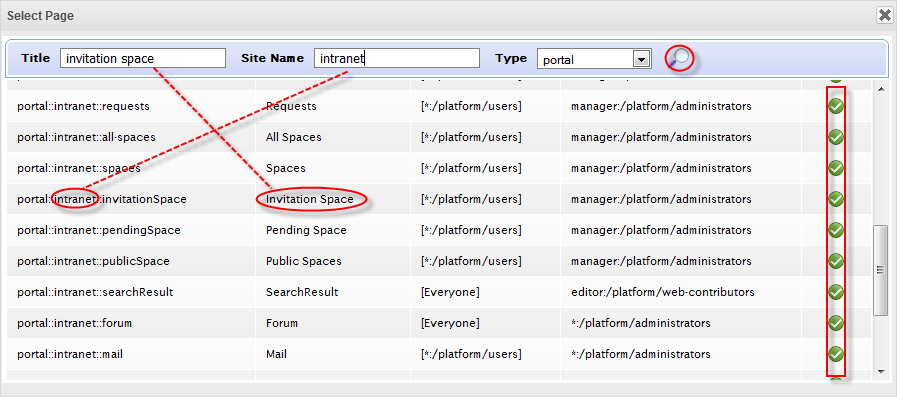 Select Page
Title invitation space Site Name intranet Type portal
portal::intranet::requests Requests [*:/platform/users] manager:/platform/administrators
portal::intranet::all-spaces All Spaces [*:/platform/users] manager:/platform/administrators
portal::intranet::spaces Spaces [*:/platform/users] manager:/platform/administrators
portal::intranet::invitationSpace Invitation Space [*:/platform/users] manager:/platform/administrators
portal::intranet::pendingSpace Pending Space [*:/platform/users] manager:/platform/administrators
portal::intranet::publicSpace Public Spaces [*:/platform/users] manager:/platform/administrators
portal::intranet::searchResult SearchResult [Everyone] editor:/platform/web-contributors
portal::intranet::forum Forum [Everyone] *:/platform/administrators
portal::intranet::mail Mail [*:/platform/users] *:/platform/administrators